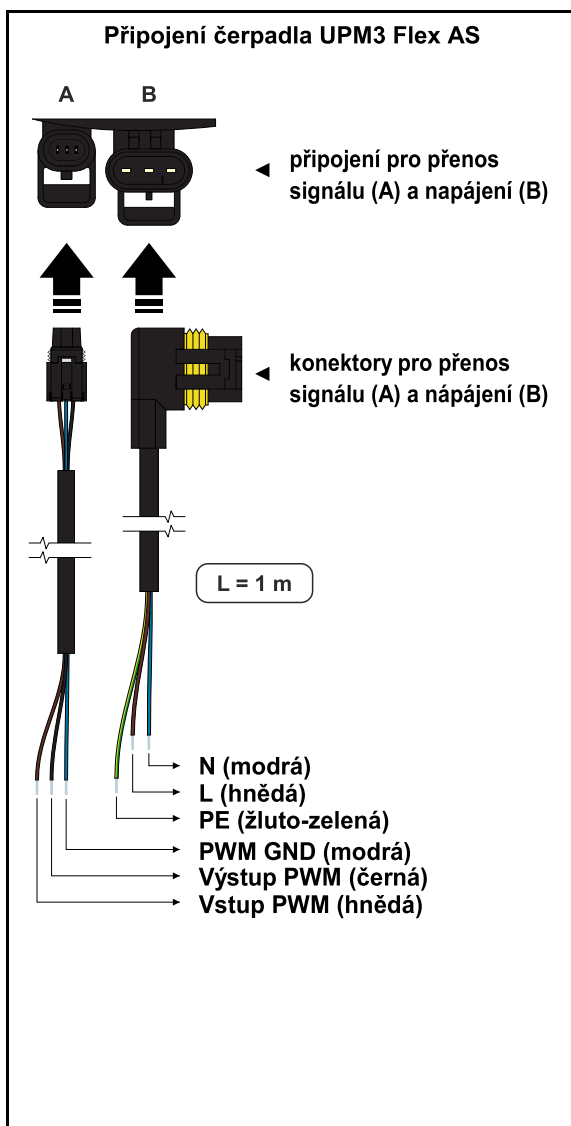 Připojení čerpadla UPM3 Flex AS
A B
připojení pro přenos
signálu (A) a napájení (B)
konektory pro přenos
signálu (A) a nápájení (B)
L = 1 m
N (modrá)
L (hnědá)
PE (žluto-zelená)
PWM GND (modrá)
Výstup PWM (černá)
Vstup PWM (hnědá)